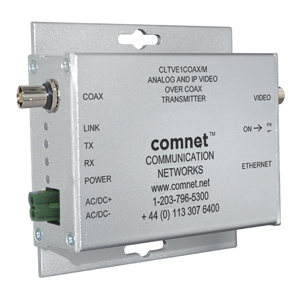 CLTVE1COAX/M
ANALOG AND IP VIDEO
OVER COAX
TRANSMITTER
COAX
VIDEO
LINK
TX
RX
POWER
AC/DC+
AC/DC-
comnet™
COMMUNICATION
NETWORKS
www.comnet.net
1-203-796-5300
+ 44 (0) 113 307 6400
ON → 1 2
ETHERNET